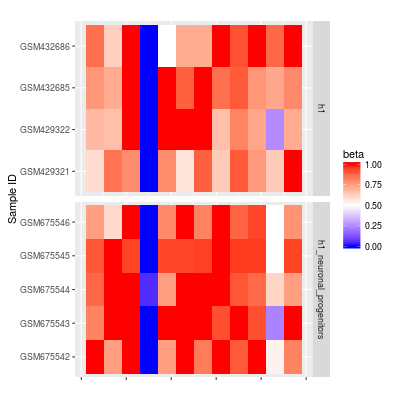 GSM432686
GSM432685
GSM429322
GSM429321
h1
GSM675546
GSM675545
GSM675544
GSM675543
GSM675542
h1_neuronal_progenitors
Sample ID
beta
1.00
0.75
0.50
0.25
0.00